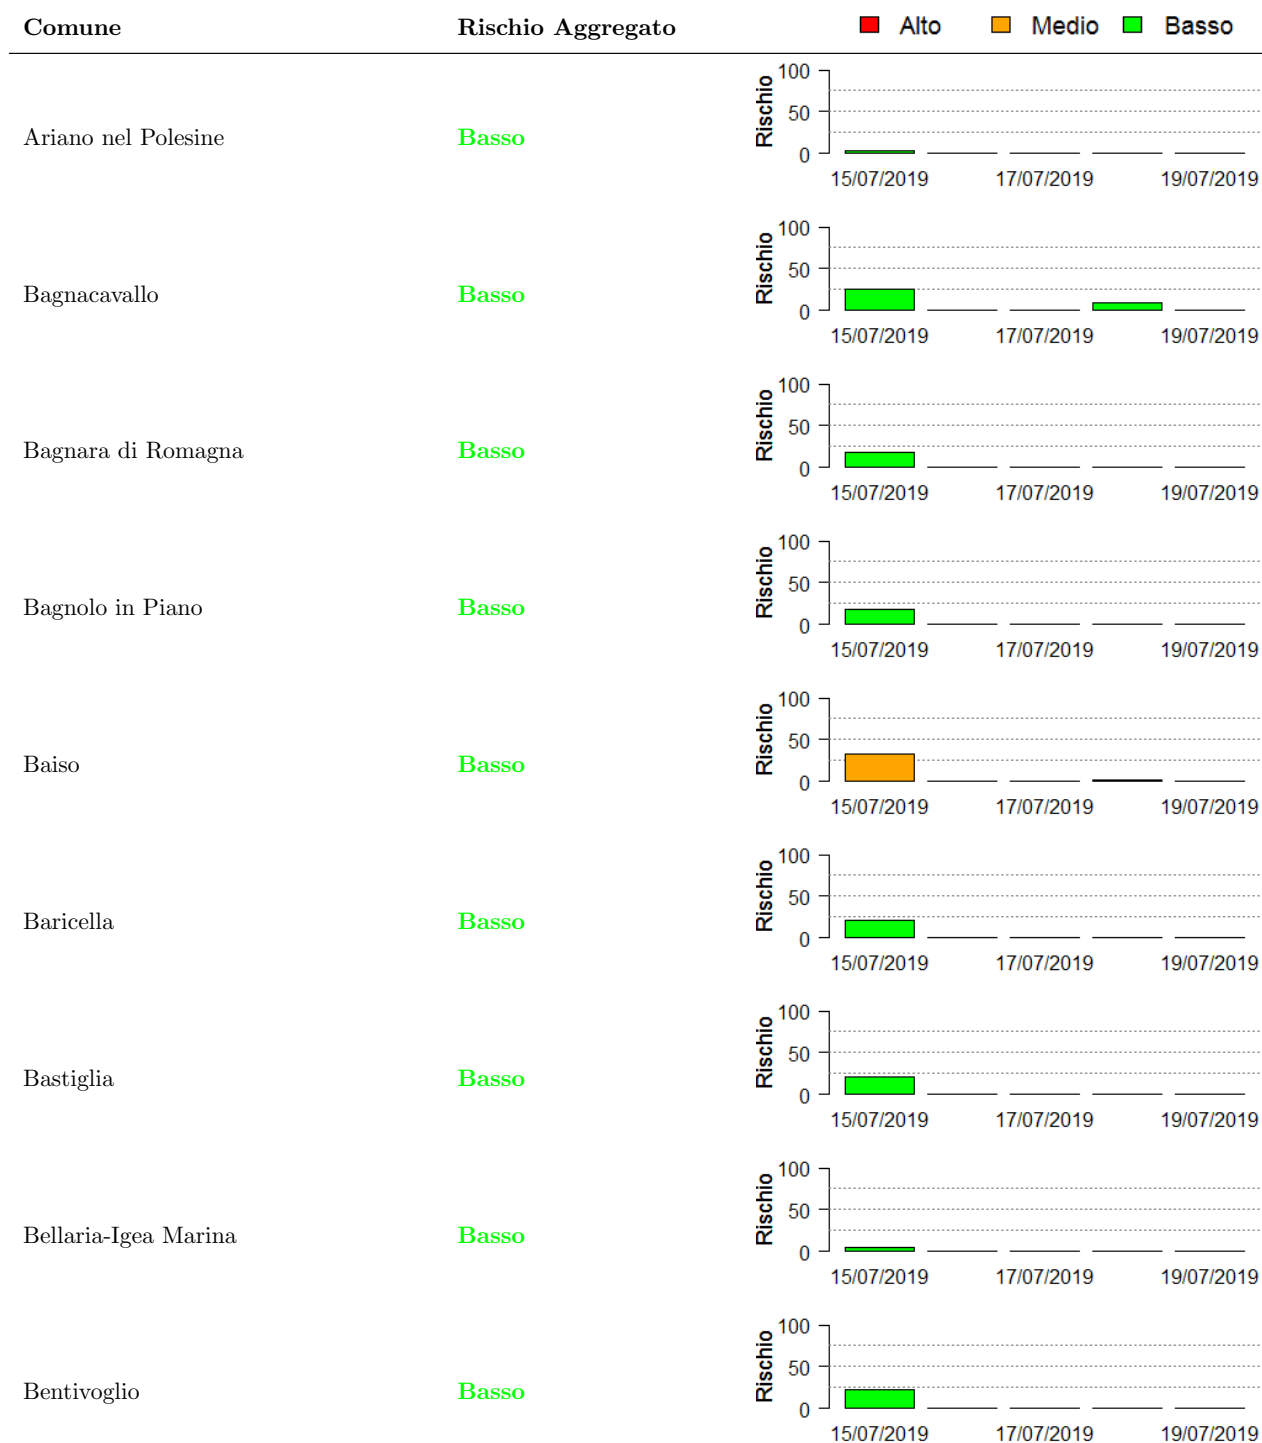 Comune Rischio Aggregato Alto Medio Basso
100
50
0
Rischio
Ariano nel Polesine Basso
15/07/2019 17/07/2019 19/07/2019
100
50
0
Rischio
Bagnacavallo Basso
15/07/2019 17/07/2019 19/07/2019
100
50
0
Rischio
Bagnara di Romagna Basso
15/07/2019 17/07/2019 19/07/2019
100
50
0
Rischio
Bagnolo in Piano Basso
15/07/2019 17/07/2019 19/07/2019
100
50
0
Rischio
Baiso Basso
15/07/2019 17/07/2019 19/07/2019
100
50
0
Rischio
Baricella Basso
15/07/2019 17/07/2019 19/07/2019
100
50
0
Rischio
Bastiglia Basso
15/07/2019 17/07/2019 19/07/2019
100
50
0
Rischio
Bellaria-Igea Marina Basso
15/07/2019 17/07/2019 19/07/2019
100
50
0
Rischio
Bentivoglio Basso
15/07/2019 17/07/2019 19/07/2019